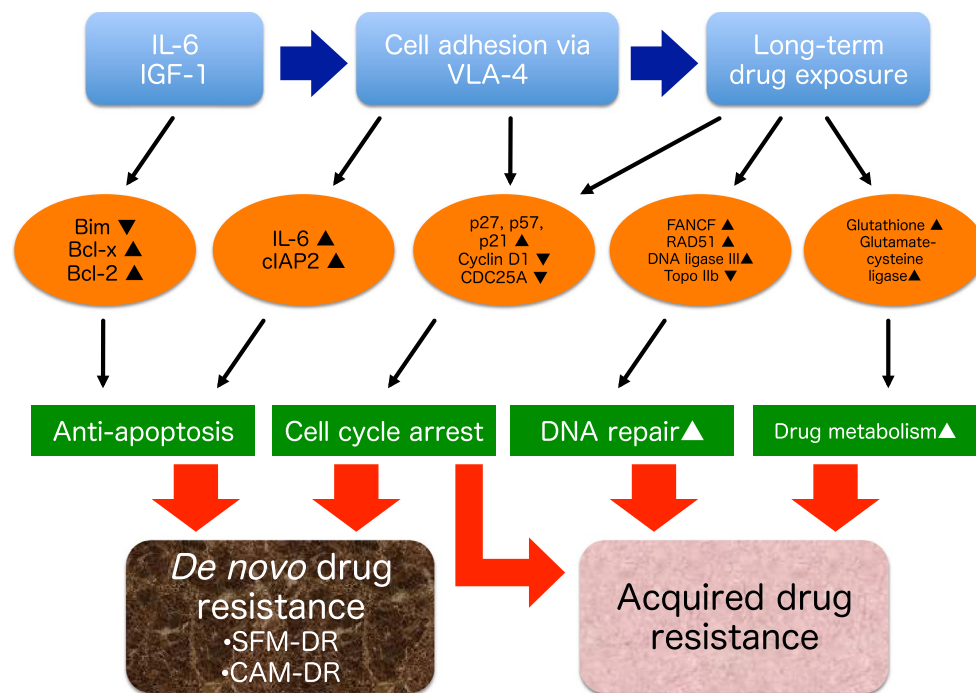 IL-6
IGF-1
Cell adhesion via
VLA-4
Long-term
drug exposure
Bim ▼
Bcl-x ▲
Bcl-2 ▲
IL-6 ▲
cIAP2 ▲
p27, p57,
p21 ▲
Cyclin D1 ▼
CDC25A ▼
FANCF ▲
RAD51 ▲
DNA ligase III▲
Topo IIb ▼
Glutathione ▲
Glutamate-
cysteine
ligase▲
Anti-apoptosis
Cell cycle arrest
DNA repair▲
Drug metabolism▲
De novo drug
resistance
•SFM-DR
•CAM-DR
Acquired drug
resistance